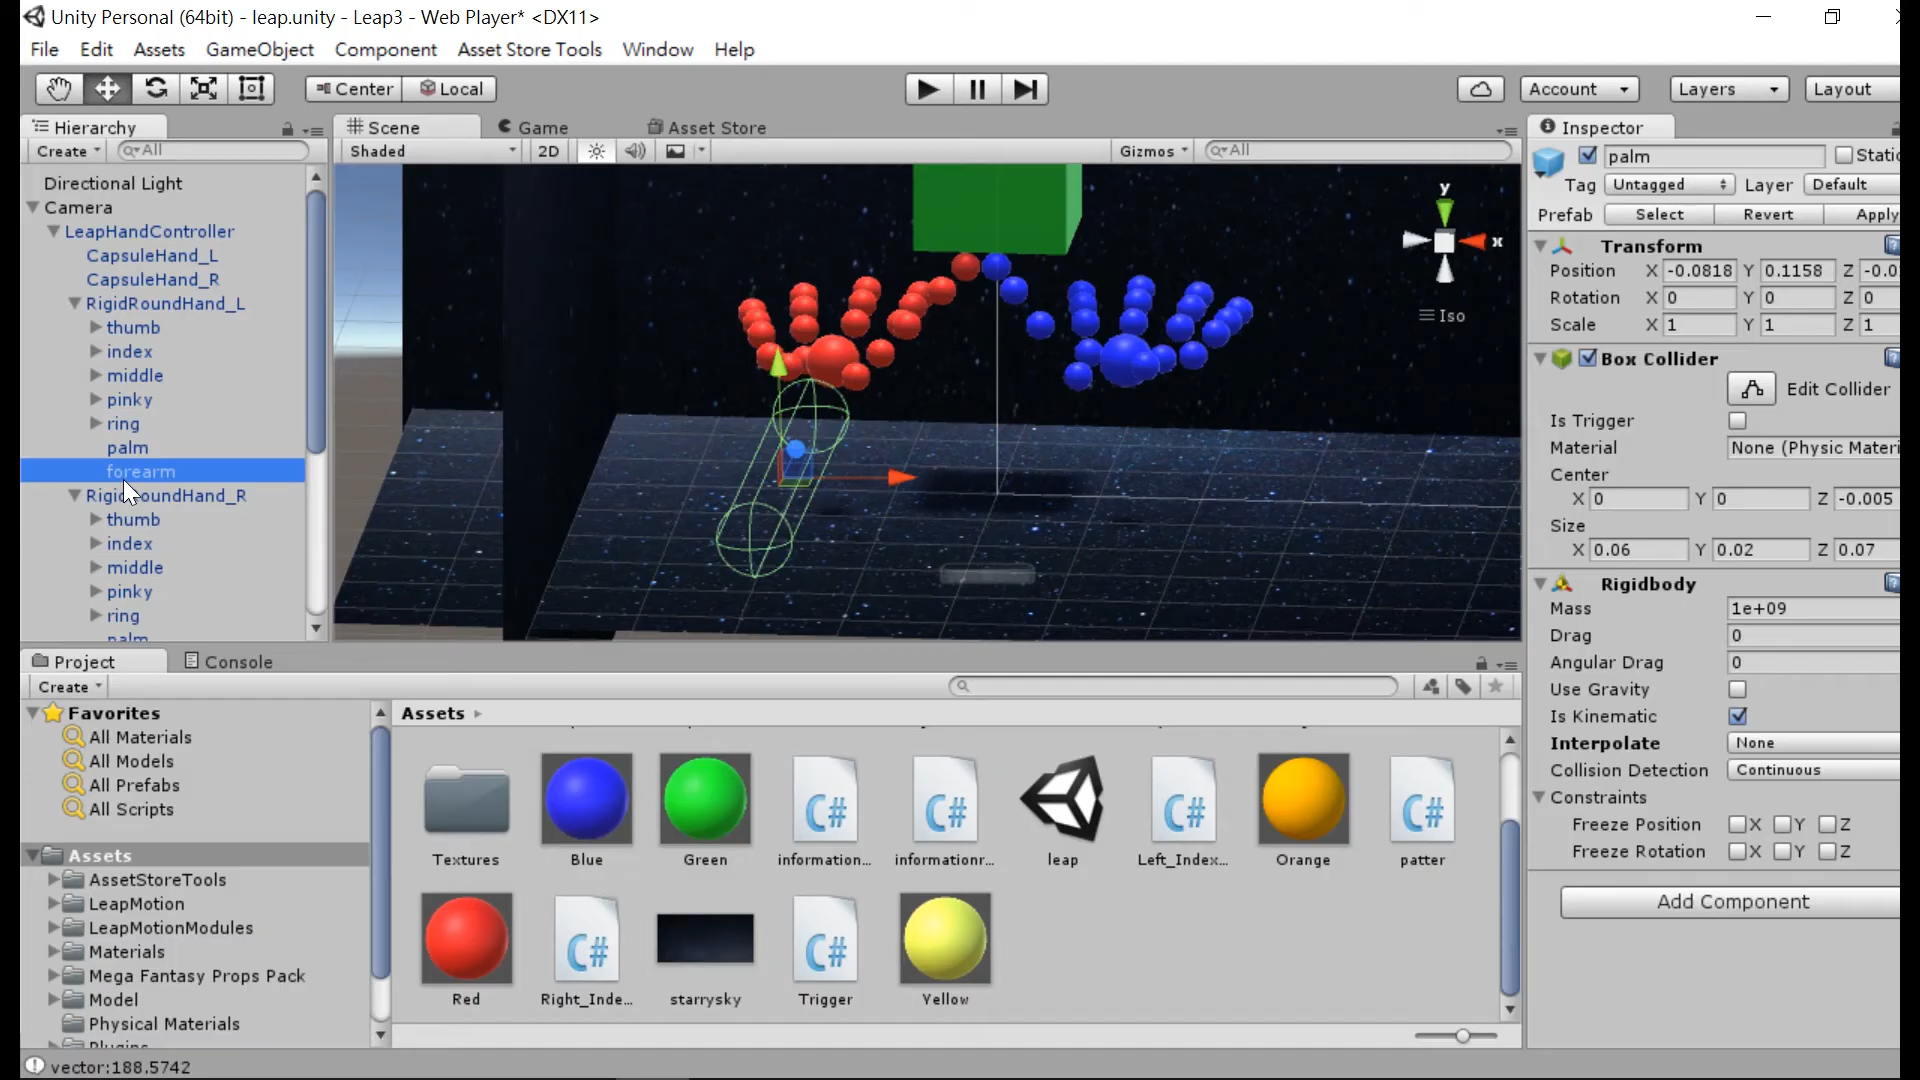 Unity Personal (64bit) - leap.unity - Leap3 - Web Player* <DX11>
File Edit Assets GameObject Component Asset Store Tools Window Help
Center Local Account Layers Layout
Hierarchy Scene Game Asset Store Inspector
Create All Shaded 2D Gizmos All
palm
Tag Untagged Layer Default
Prefab Select Revert Apply
Directional Light
Camera
LeapHandController
CapsuleHand_L
CapsuleHand_R
RigidRoundHand_L
thumb
index
middle
pinky
ring
palm
forearm
thumb
index
middle
pinky
ring
palm
y
x
Iso
Transform
Position X -0.0818 Y 0.1158 Z
Rotation X 0 Y 0 Z 0
Scale X 1 Y 1 Z 1
Box Collider
Edit Collider
Is Trigger
Material None (Physic Materi
Center
X 0 Y 0 Z -0.005
Size
X 0.06 Y 0.02 Z 0.07
Rigidbody
Mass 1e+09
Drag 0
Angular Drag 0
Use Gravity
Is Kinematic
Interpolate None
Collision Detection Continuous
Constraints
Freeze Position X Y Z
Freeze Rotation X Y Z
Add Component
Project Console
Create
Favorites
All Materials
All Models
All Prefabs
All Scripts
Assets
AssetStoreTools
LeapMotion
LeapMotionModules
Materials
Mega Fantasy Props Pack
Model
Physical Materials
Plugins
Assets
C# C# C# C#
Textures Blue Green information... informationr... leap Left_Index... Orange patter
C# C#
Red Right_Inde... starrysky Trigger Yellow
vector:188.5742